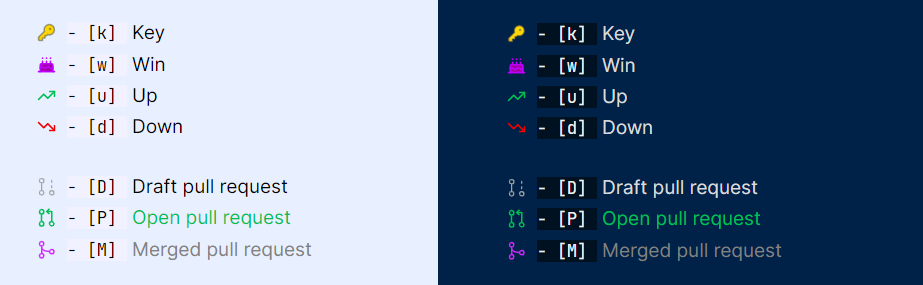 - [k] Key
- [w] Win
- [u] Up
- [d] Down
- [D] Draft pull request
- [P] Open pull request
- [M] Merged pull request
- [k] Key
- [w] Win
- [u] Up
- [d] Down
- [D] Draft pull request
- [P] Open pull request
- [M] Merged pull request